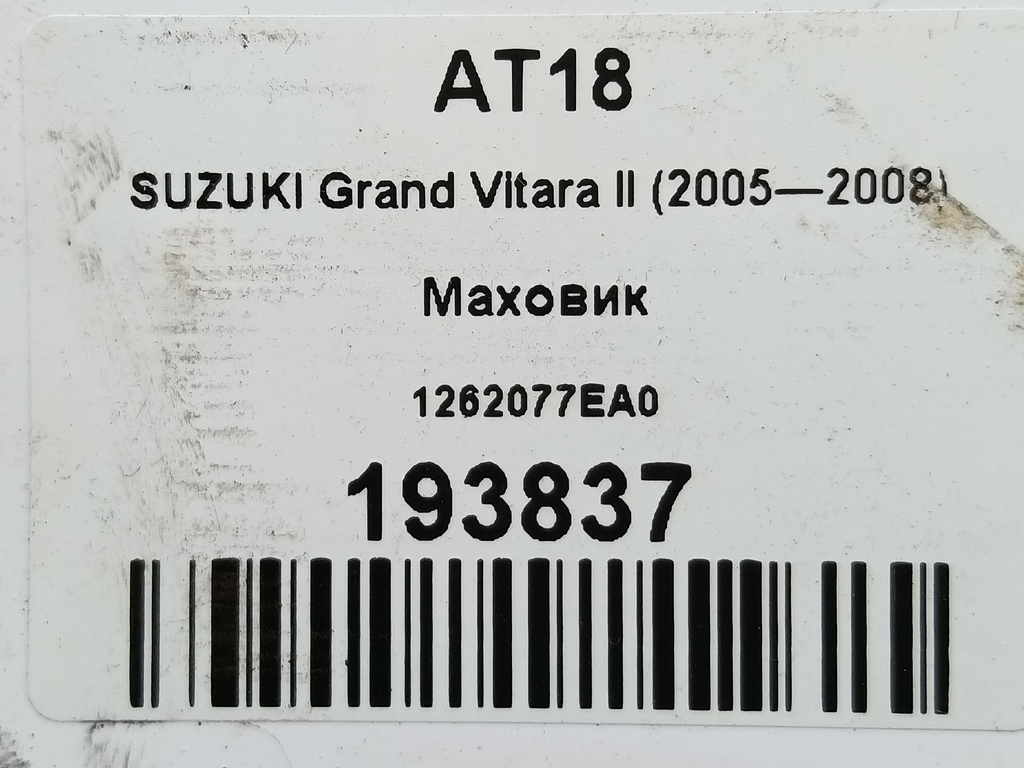 AT18
SUZUKI Grand Vitara II (2005—2008)
Маховик
1262077EA0
193837